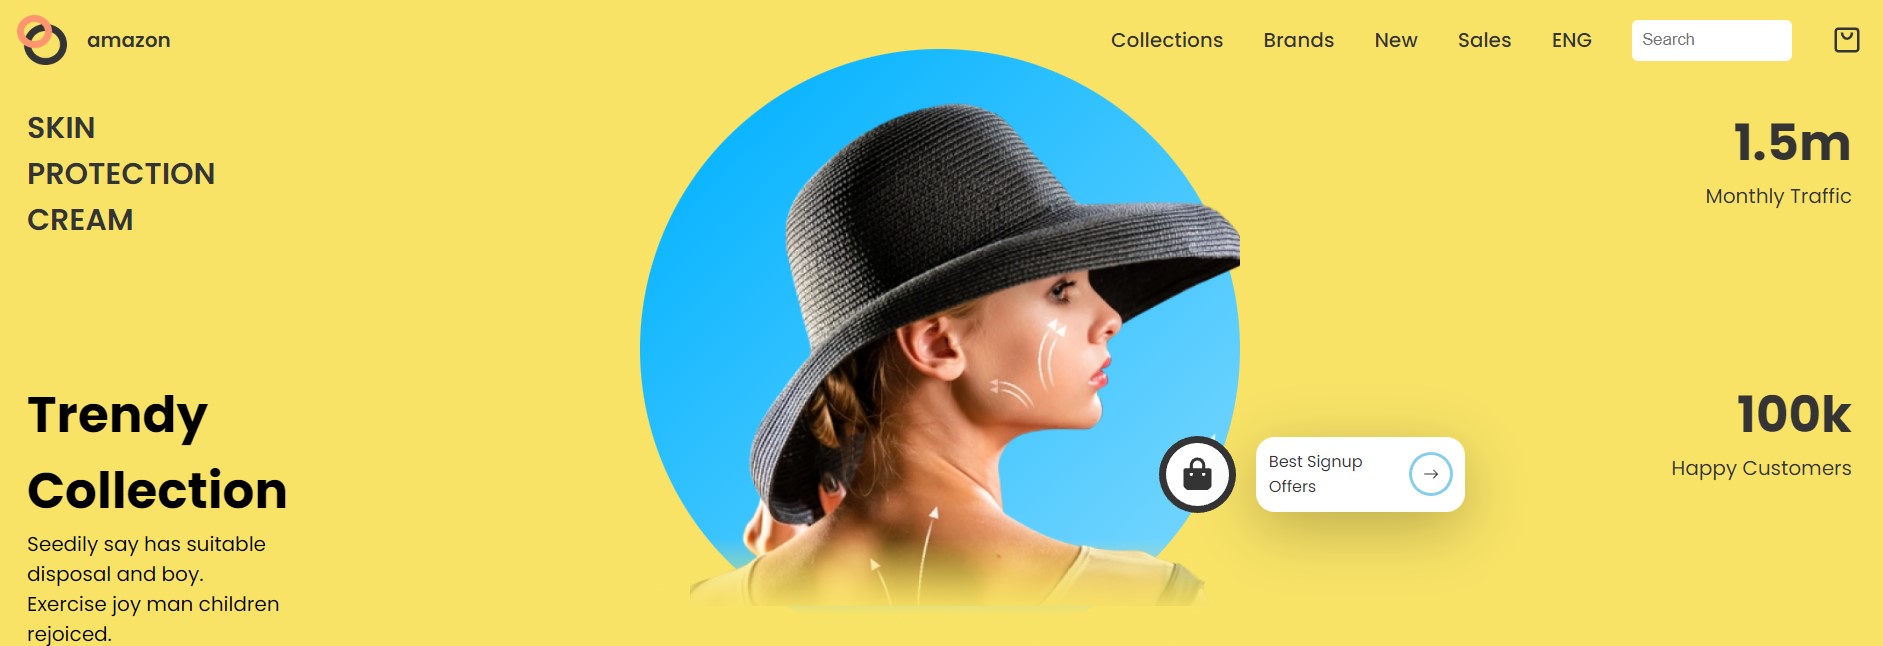 amazon
Collections
Brands
New
Sales
ENG
Search
SKIN
PROTECTION
CREAM
1.5m
Monthly Traffic
Trendy
Collection
Seedily say has suitable
disposal and boy.
Exercise joy man children
rejoiced.
Best Signup
Offers
100k
Happy Customers